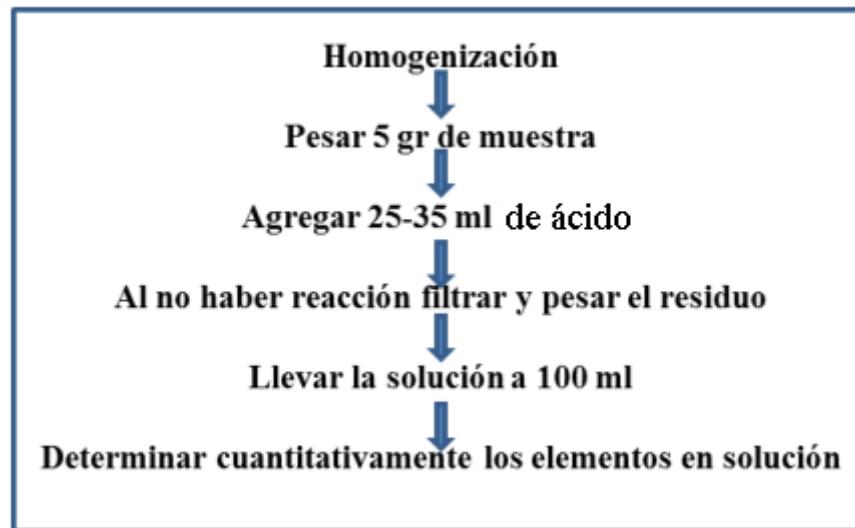 Homogenización
Pesar 5 gr de muestra
Agregar 25-35 ml de ácido
Al no haber reacción filtrar y pesar el residuo
Llevar la solución a 100 ml
Determinar cuantitativamente los elementos en solución